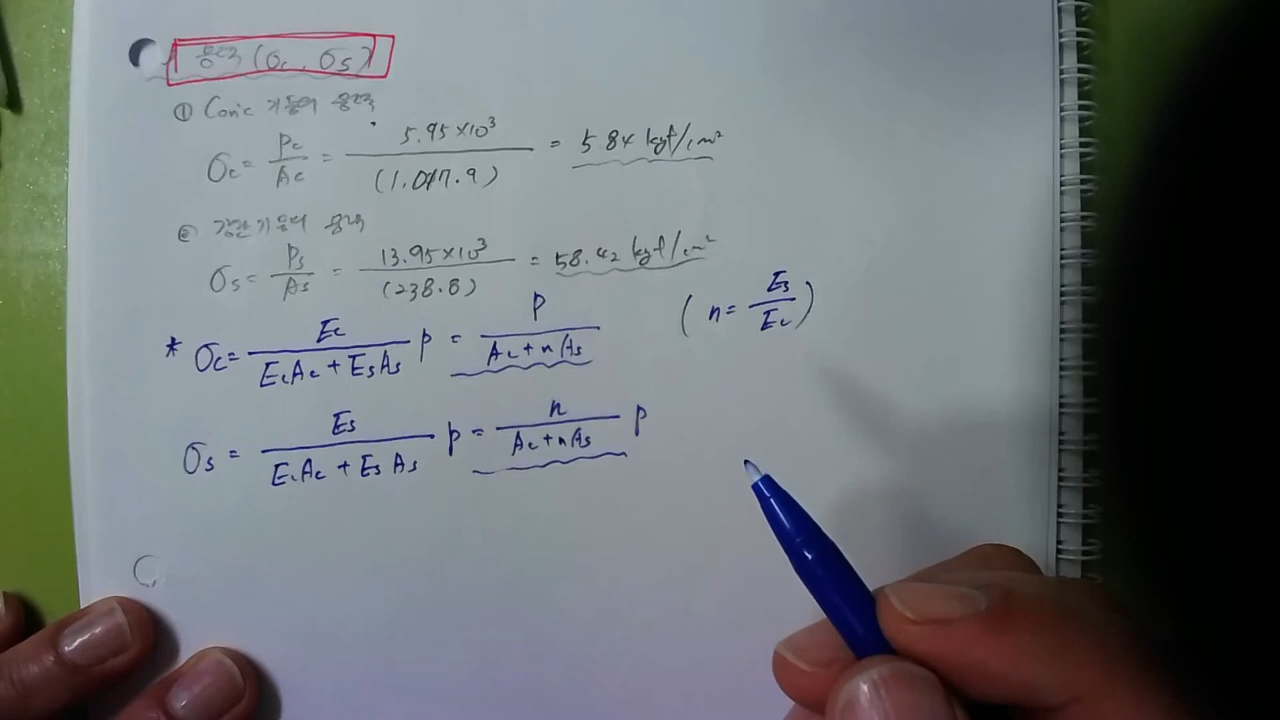 응력 (σc, σs)
① Conc 기둥의 응력
σc = Pc / Ac = 5.95×10³ / (1.017.9) = 5.84 kgf/cm²
② 강관기둥의 응력
σs = Ps / As = 13.95×10³ / (238.8) = 58.42 kgf/cm²
* σc = Ec / (EcAc + EsAs) P = P / (Ac + nAs) (n = Es / Ec)
σs = Es / (EcAc + EsAs) P = n / (Ac + nAs) P